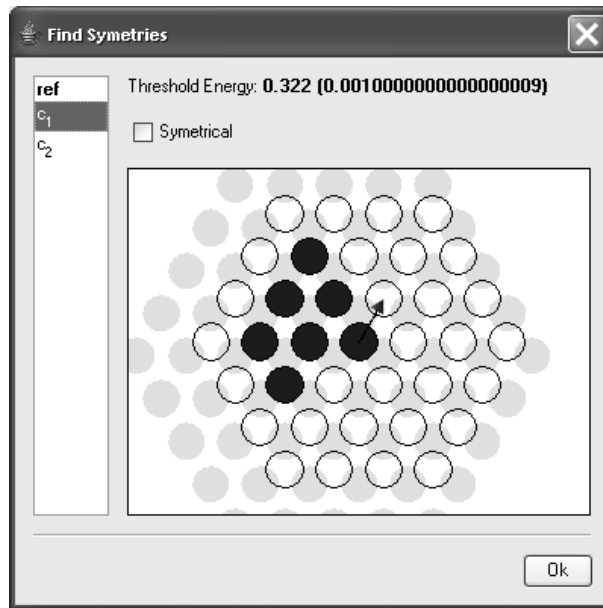 Find Symetries
ref
c₁
c₂
Threshold Energy: 0.322 (0.0010000000000000009)
Symetrical
Ok